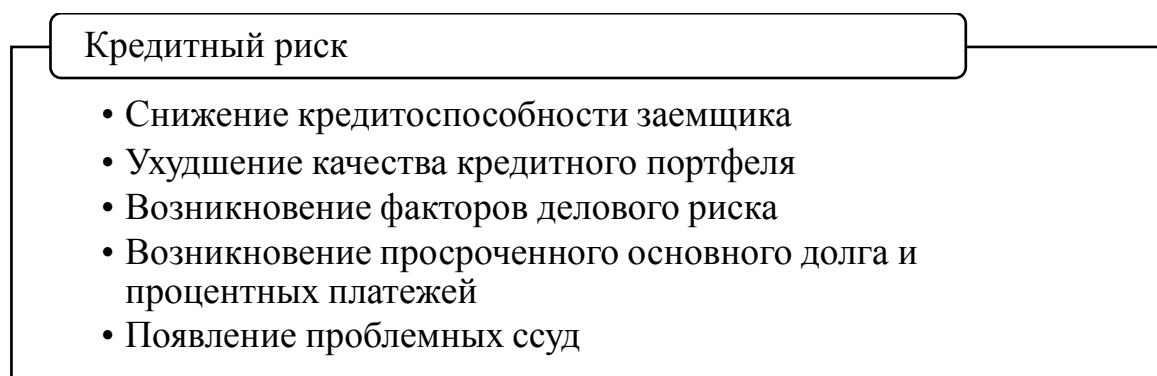 Кредитный риск
• Снижение кредитоспособности заемщика
• Ухудшение качества кредитного портфеля
• Возникновение факторов делового риска
• Возникновение просроченного основного долга и
процентных платежей
• Появление проблемных ссуд